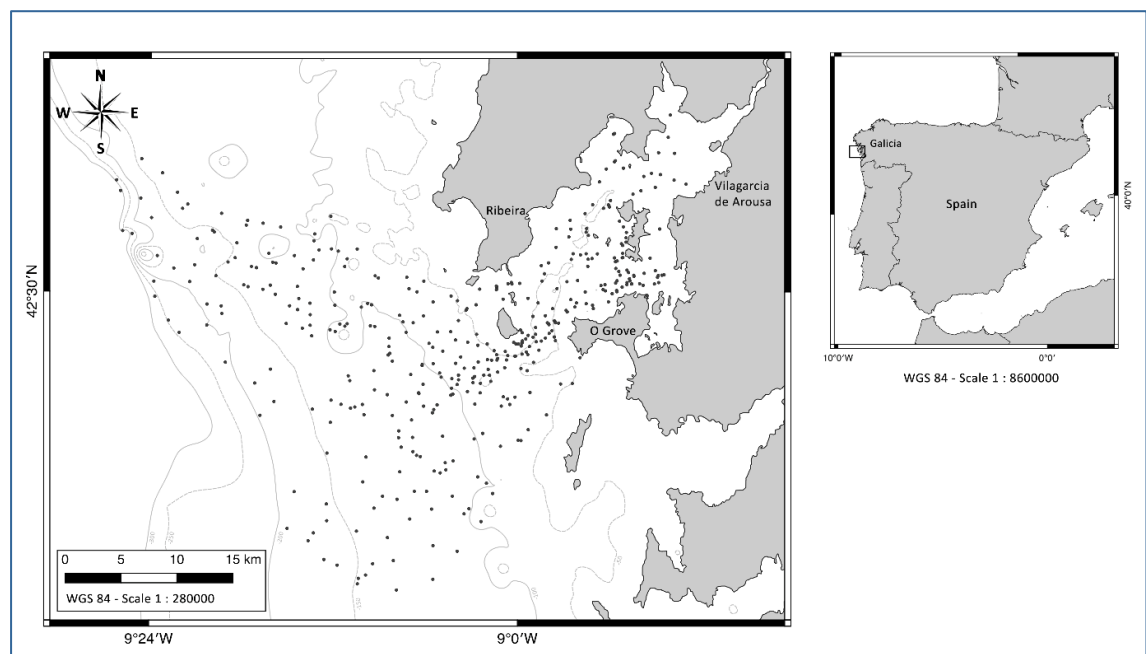 N
W E
S
Ribeira
Vilagarcia
de Arousa
O Grove
42°30'N
0 5 10 15 km
WGS 84 - Scale 1 : 280000
9°24'W
9°0'W
Galicia
Spain
40°0'N
10°0'W
0°0'
WGS 84 - Scale 1 : 8600000